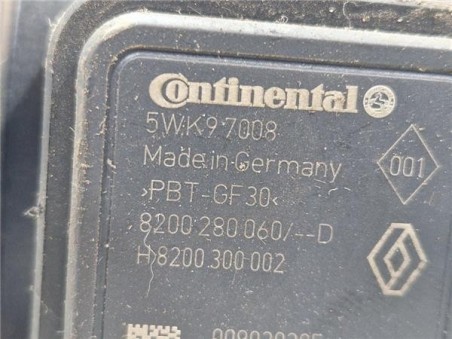 Continental
5WK9 7008
Made in Germany
001
>PBT-GF30<
8200 280 060/--D
H 8200 300 002